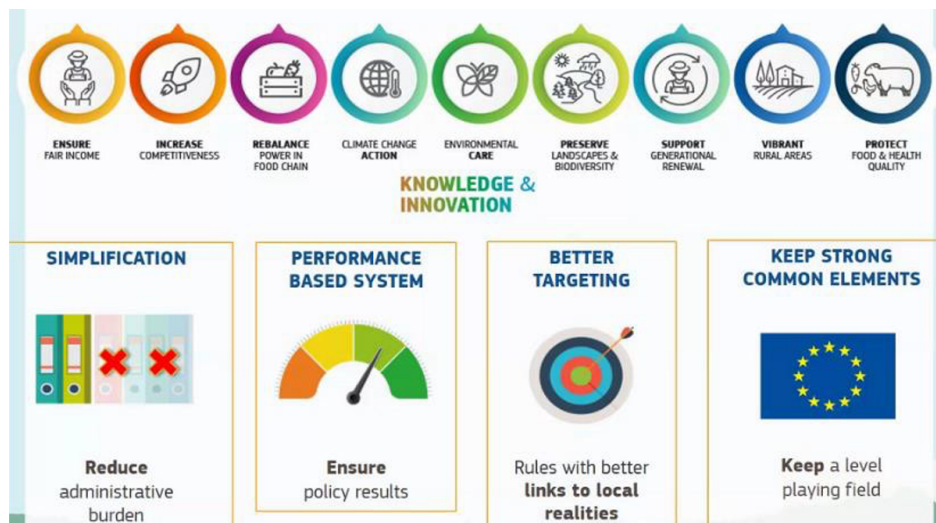 ENSURE
FAIR INCOME
INCREASE
COMPETITIVENESS
REBALANCE
POWER IN
FOOD CHAIN
CLIMATE CHANGE
ACTION
ENVIRONMENTAL
CARE
PRESERVE
LANDSCAPES &
BIODIVERSITY
SUPPORT
GENERATIONAL
RENEWAL
VIBRANT
RURAL AREAS
PROTECT
FOOD & HEALTH
QUALITY
KNOWLEDGE &
INNOVATION
SIMPLIFICATION
Reduce
administrative
burden
PERFORMANCE
BASED SYSTEM
Ensure
policy results
BETTER
TARGETING
Rules with better
links to local
realities
KEEP STRONG
COMMON ELEMENTS
Keep a level
playing field